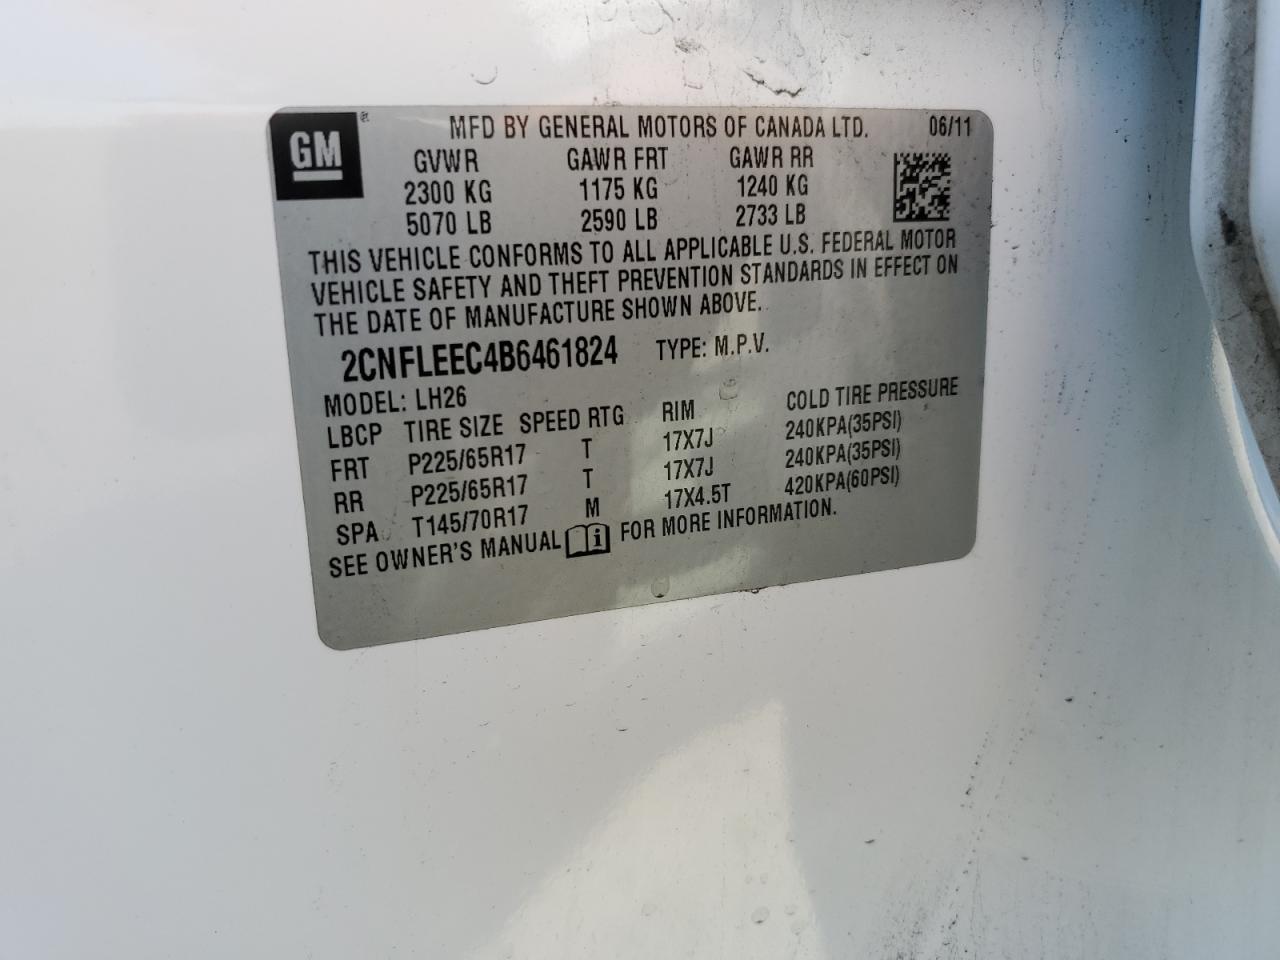 GM ® MFD BY GENERAL MOTORS OF CANADA LTD. 06/11
GVWR GAWR FRT GAWR RR
2300 KG 1175 KG 1240 KG
5070 LB 2590 LB 2733 LB
THIS VEHICLE CONFORMS TO ALL APPLICABLE U.S. FEDERAL MOTOR
VEHICLE SAFETY AND THEFT PREVENTION STANDARDS IN EFFECT ON
THE DATE OF MANUFACTURE SHOWN ABOVE.
2CNFLEEC4B6461824 TYPE: M.P.V.
MODEL: LH26
LBCP TIRE SIZE SPEED RTG RIM COLD TIRE PRESSURE
FRT P225/65R17 T 17X7J 240KPA(35PSI)
RR P225/65R17 T 17X7J 240KPA(35PSI)
SPA T145/70R17 M 17X4.5T 420KPA(60PSI)
SEE OWNER'S MANUAL i FOR MORE INFORMATION.